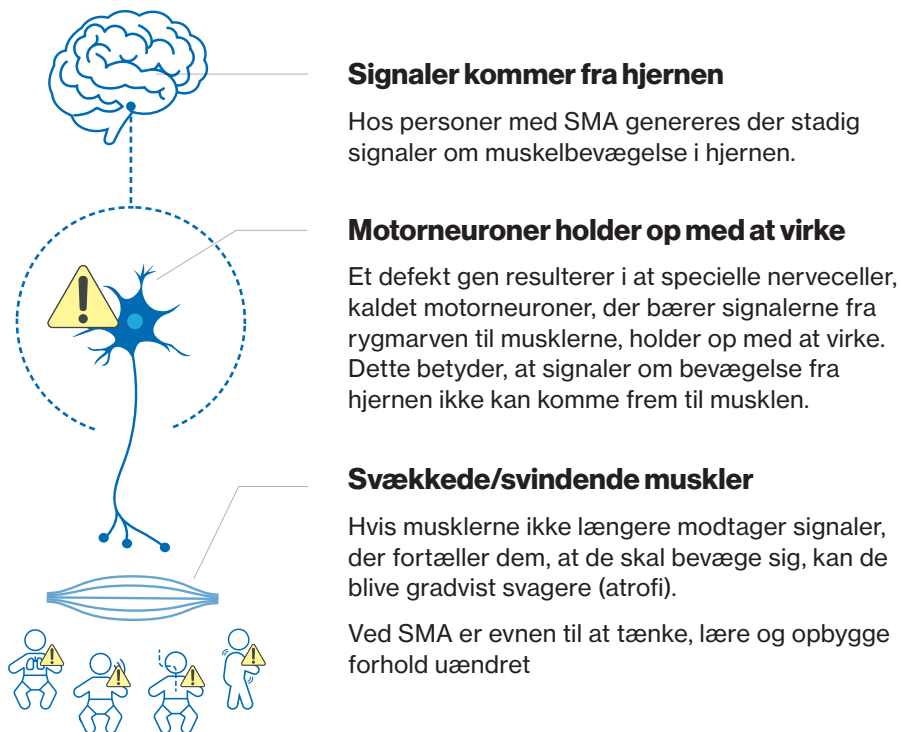 Signaler kommer fra hjernen
Hos personer med SMA genereres der stadig
signaler om muskelbevægelse i hjernen.
Motorneuroner holder op med at virke
Et defekt gen resulterer i at specielle nerveceller,
kaldet motorneuroner, der bærer signalerne fra
rygmarven til musklerne, holder op med at virke.
Dette betyder, at signaler om bevægelse fra
hjernen ikke kan komme frem til musklen.
Svækkede/svindende muskler
Hvis musklerne ikke længere modtager signaler,
der fortæller dem, at de skal bevæge sig, kan de
blive gradvist svagere (atrofi).
Ved SMA er evnen til at tænke, lære og opbygge
forhold uændret